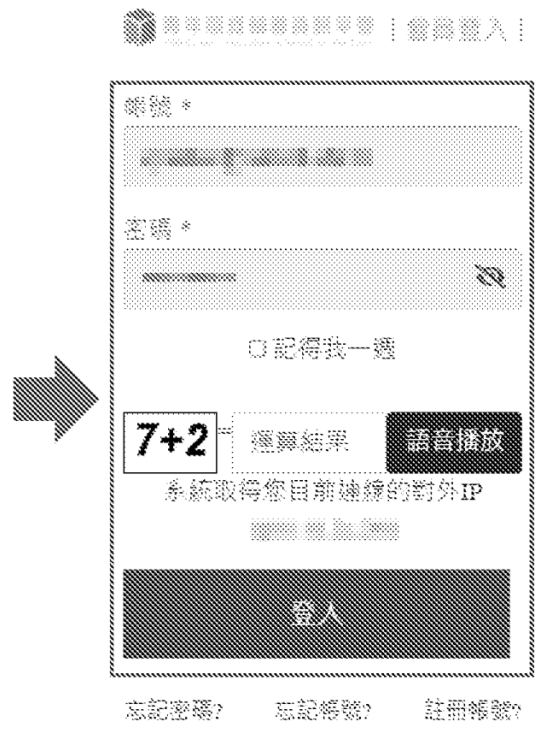 | 會員登入 |
帳號 *
密碼 *
記得我一週
7+2 = 運算結果 語音播放
系統取得您目前連線的對外IP
登入
忘記密碼? 忘記帳號? 註冊帳號?